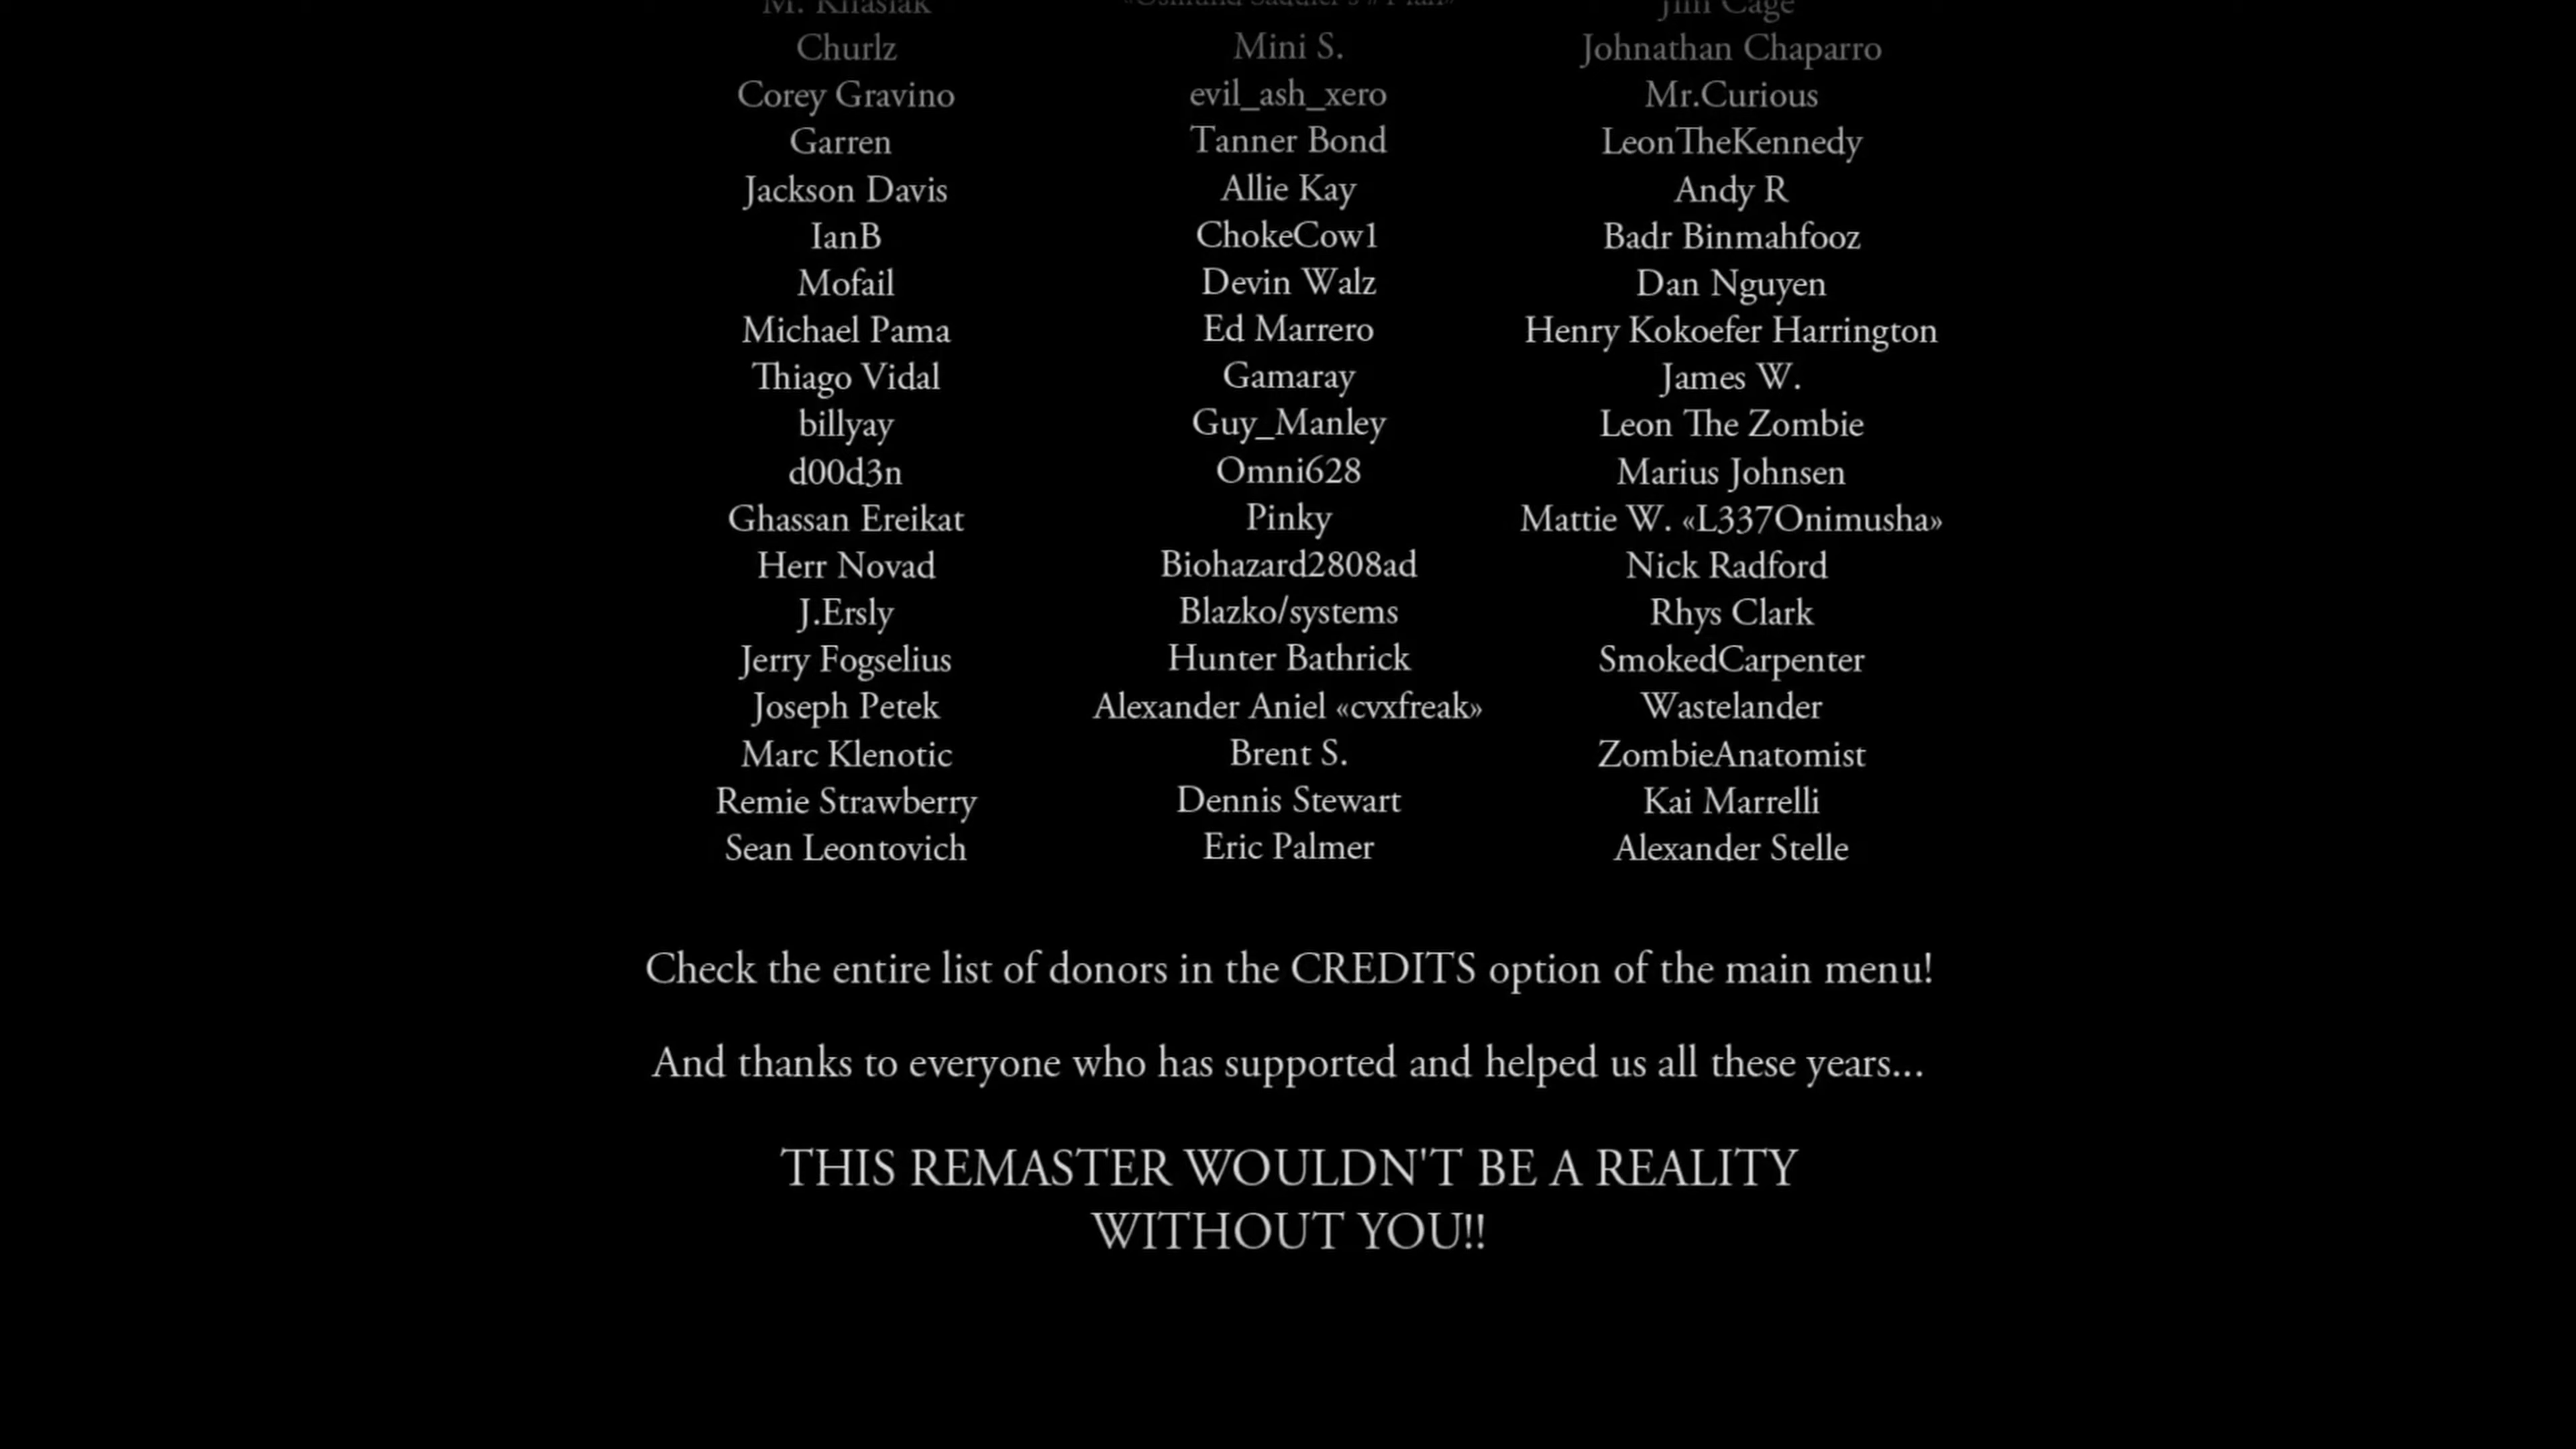 Churlz Mini S. Johnathan Chaparro
Corey Gravino evil_ash_xero Mr.Curious
Garren Tanner Bond LeonTheKennedy
Jackson Davis Allie Kay Andy R
IanB ChokeCow1 Badr Binmahfooz
Mofail Devin Walz Dan Nguyen
Michael Pama Ed Marrero Henry Kokoefer Harrington
Thiago Vidal Gamaray James W.
billyay Guy_Manley Leon The Zombie
d00d3n Omni628 Marius Johnsen
Ghassan Ereikat Pinky Mattie W. «L337Onimusha»
Herr Novad Biohazard2808ad Nick Radford
J.Ersly Blazko/systems Rhys Clark
Jerry Fogselius Hunter Bathrick SmokedCarpenter
Joseph Petek Alexander Aniel «cvxfreak» Wastelander
Marc Klenotic Brent S. ZombieAnatomist
Remie Strawberry Dennis Stewart Kai Marrelli
Sean Leontovich Eric Palmer Alexander Stelle
Check the entire list of donors in the CREDITS option of the main menu!
And thanks to everyone who has supported and helped us all these years...
THIS REMASTER WOULDN'T BE A REALITY
WITHOUT YOU!!